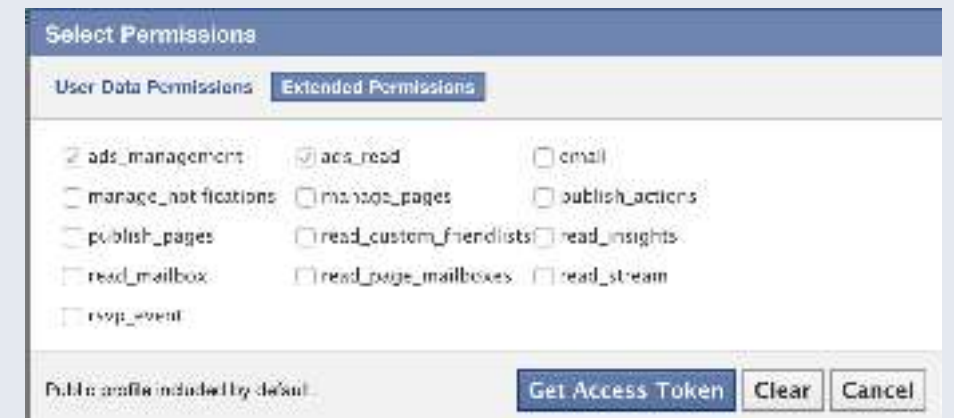 Select Permissions
User Data Permissions Extended Permissions
ads_management ads_read email
manage_notifications manage_pages publish_actions
publish_pages read_custom_friendlists read_insights
read_mailbox read_page_mailboxes read_stream
rsvp_event
Public profile included by default. Get Access Token Clear Cancel